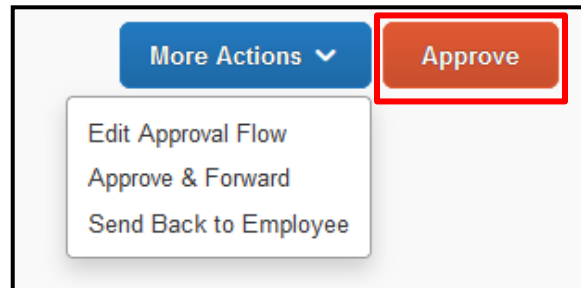 More Actions
Approve
Edit Approval Flow
Approve & Forward
Send Back to Employee